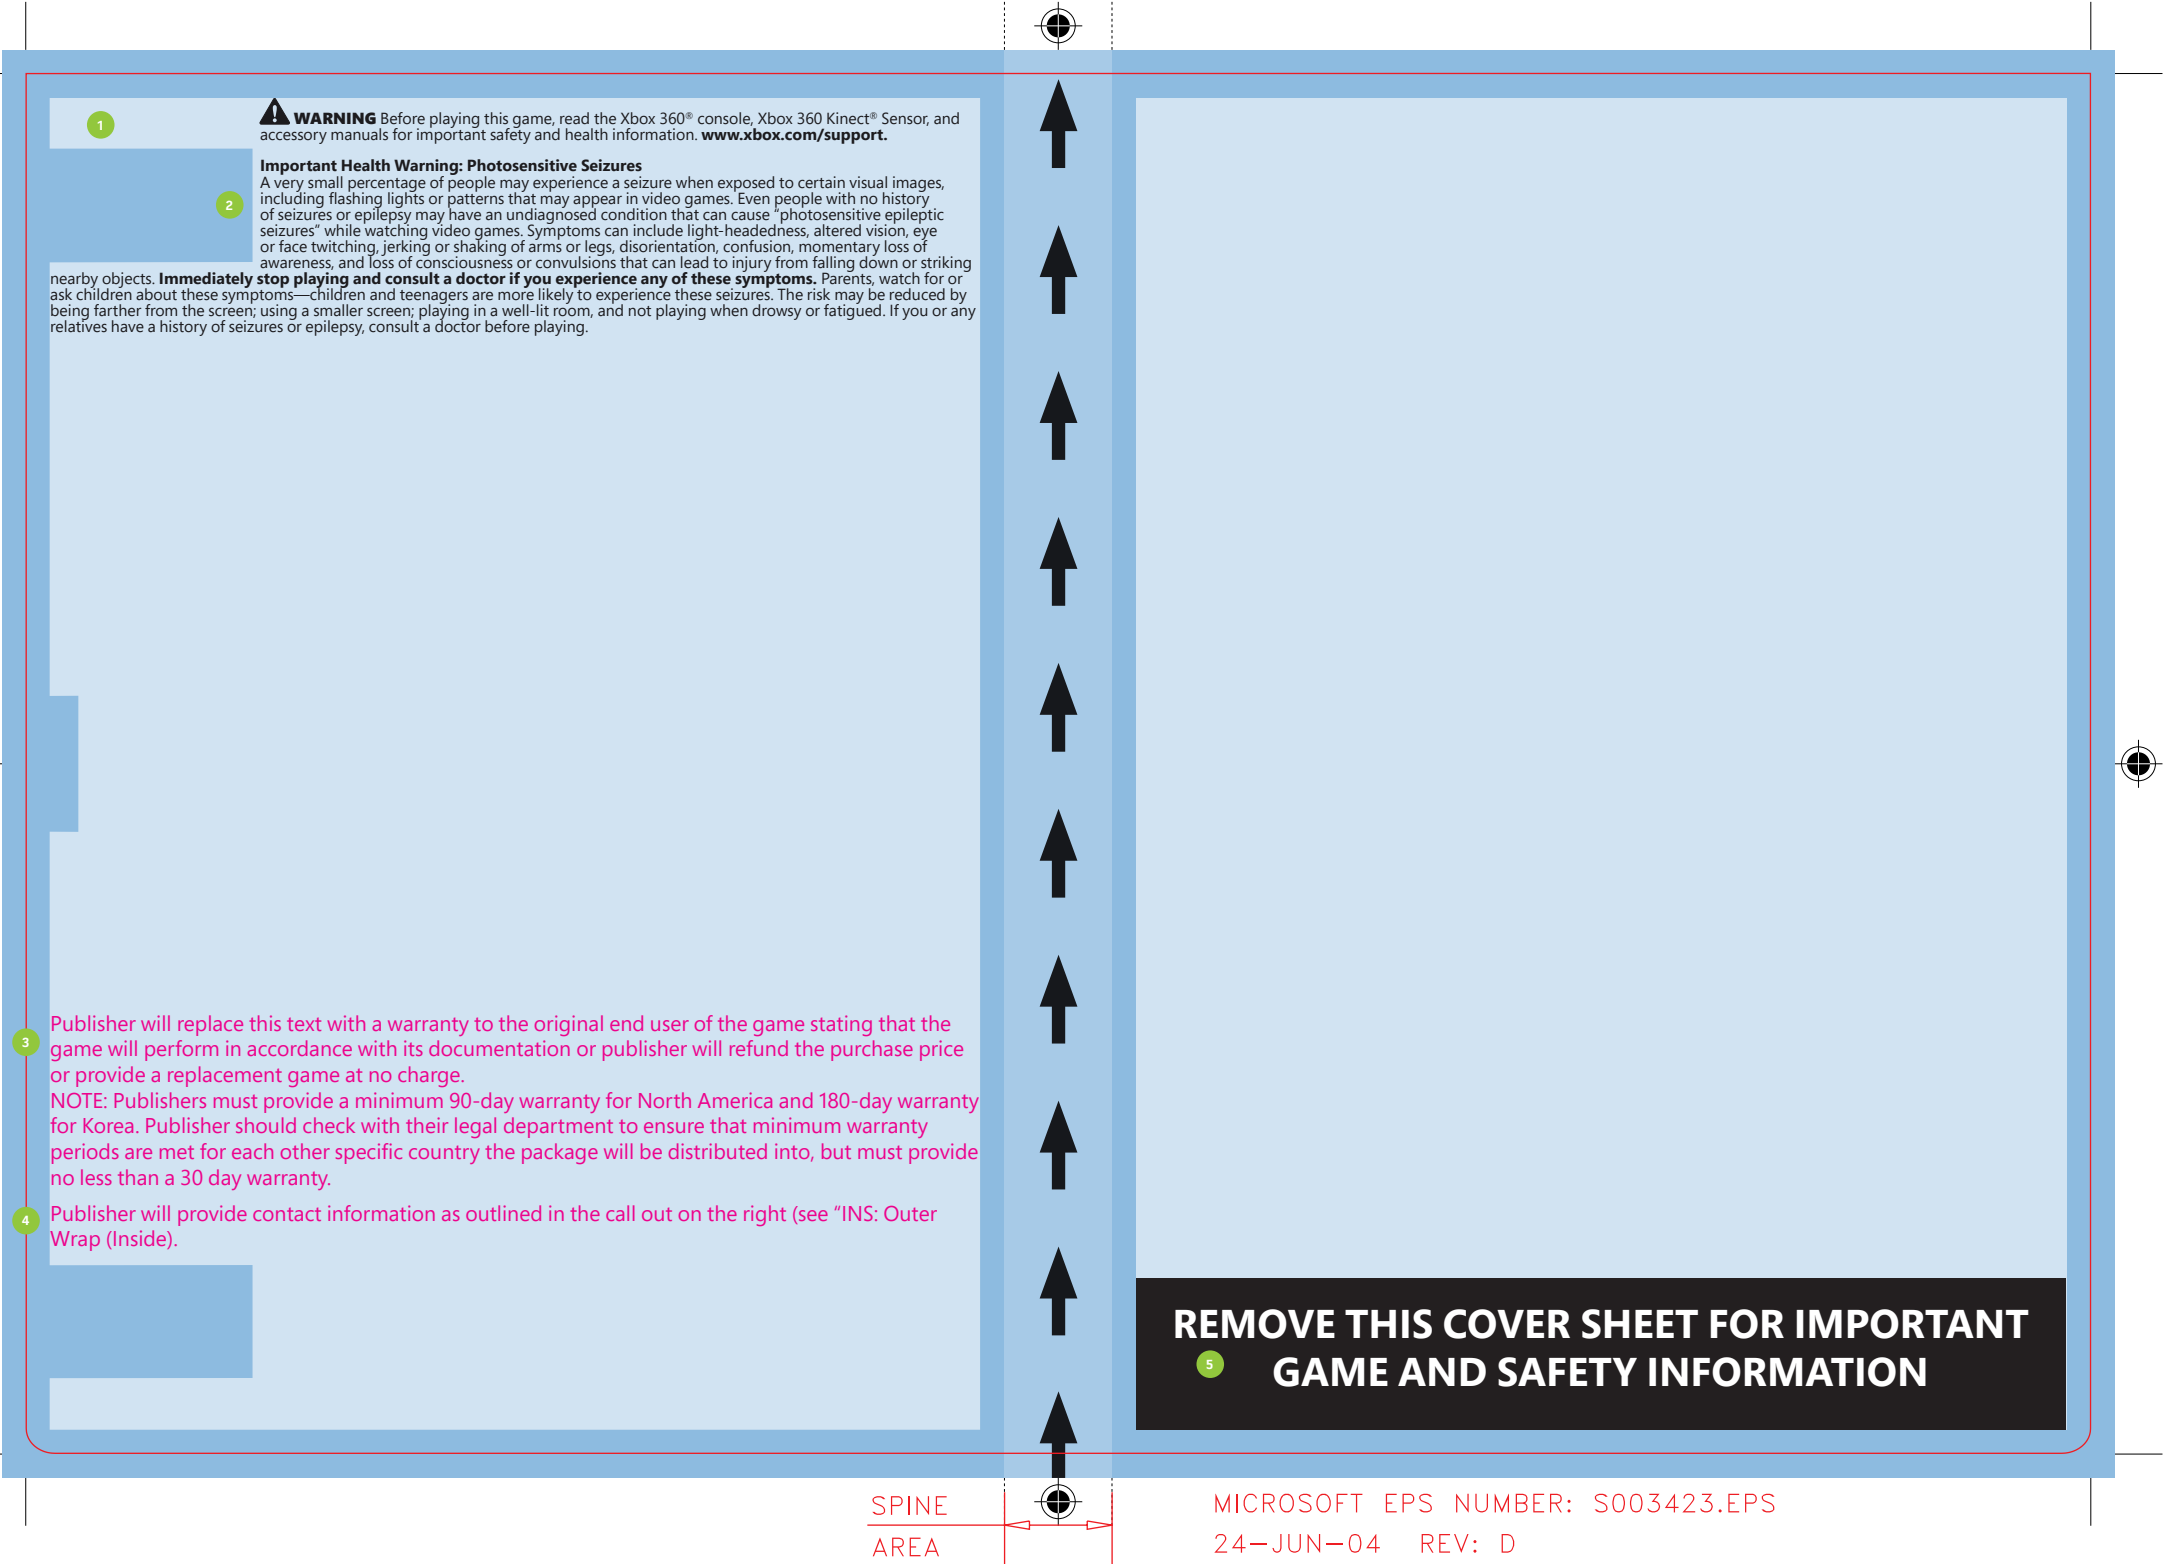 1
WARNING Before playing this game, read the Xbox 360® console, Xbox 360 Kinect® Sensor, and
accessory manuals for important safety and health information. www.xbox.com/support.
Important Health Warning: Photosensitive Seizures
A very small percentage of people may experience a seizure when exposed to certain visual images,
including flashing lights or patterns that may appear in video games. Even people with no history
2
of seizures or epilepsy may have an undiagnosed condition that can cause “photosensitive epileptic
seizures” while watching video games. Symptoms can include light-headedness, altered vision, eye
or face twitching, jerking or shaking of arms or legs, disorientation, confusion, momentary loss of
awareness, and loss of consciousness or convulsions that can lead to injury from falling down or striking
nearby objects. Immediately stop playing and consult a doctor if you experience any of these symptoms. Parents, watch for or
ask children about these symptoms—children and teenagers are more likely to experience these seizures. The risk may be reduced by
being farther from the screen; using a smaller screen; playing in a well-lit room, and not playing when drowsy or fatigued. If you or any
relatives have a history of seizures or epilepsy, consult a doctor before playing.
Publisher will replace this text with a warranty to the original end user of the game stating that the
3
game will perform in accordance with its documentation or publisher will refund the purchase price
or provide a replacement game at no charge.
NOTE: Publishers must provide a minimum 90-day warranty for North America and 180-day warranty
for Korea. Publisher should check with their legal department to ensure that minimum warranty
periods are met for each other specific country the package will be distributed into, but must provide
no less than a 30 day warranty.
4
Publisher will provide contact information as outlined in the call out on the right (see “INS: Outer
Wrap (Inside).
REMOVE THIS COVER SHEET FOR IMPORTANT
5
GAME AND SAFETY INFORMATION
SPINE
AREA
MICROSOFT EPS NUMBER: S003423.EPS
24-JUN-04 REV: D